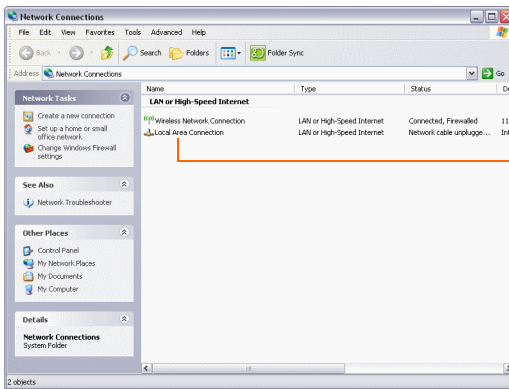 Network Connections
File Edit View Favorites Tools Advanced Help
Back Search Folders Folder Sync
Address Network Connections Go
Name Type Status
Network Tasks
Create a new connection
Set up a home or small
office network
Change Windows Firewall
settings
See Also
Network Troubleshooter
Other Places
Control Panel
My Network Places
My Documents
My Computer
Details
Network Connections
System Folder
LAN or High-Speed Internet
Wireless Network Connection LAN or High-Speed Internet Connected, Firewalled 11
Local Area Connection LAN or High-Speed Internet Network cable unplugge... Int
2 objects